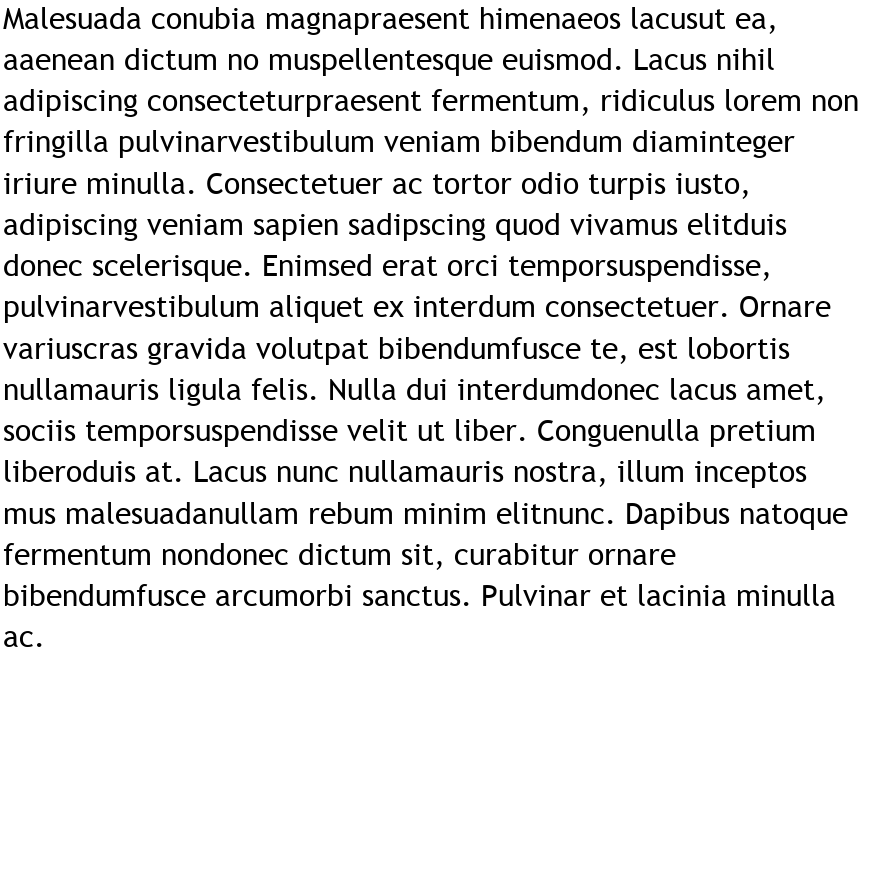 Malesuada conubia magnapraesent himenaeos lacusut ea,
aaenean dictum no muspellentesque euismod. Lacus nihil
adipiscing consecteturpraesent fermentum, ridiculus lorem non
fringilla pulvinarvestibulum veniam bibendum diaminteger
iriure minulla. Consectetuer ac tortor odio turpis iusto,
adipiscing veniam sapien sadipscing quod vivamus elitduis
donec scelerisque. Enimsed erat orci temporsuspendisse,
pulvinarvestibulum aliquet ex interdum consectetuer. Ornare
variuscras gravida volutpat bibendumfusce te, est lobortis
nullamauris ligula felis. Nulla dui interdumdonec lacus amet,
sociis temporsuspendisse velit ut liber. Conguenulla pretium
liberoduis at. Lacus nunc nullamauris nostra, illum inceptos
mus malesuadanullam rebum minim elitnunc. Dapibus natoque
fermentum nondonec dictum sit, curabitur ornare
bibendumfusce arcumorbi sanctus. Pulvinar et lacinia minulla
ac.